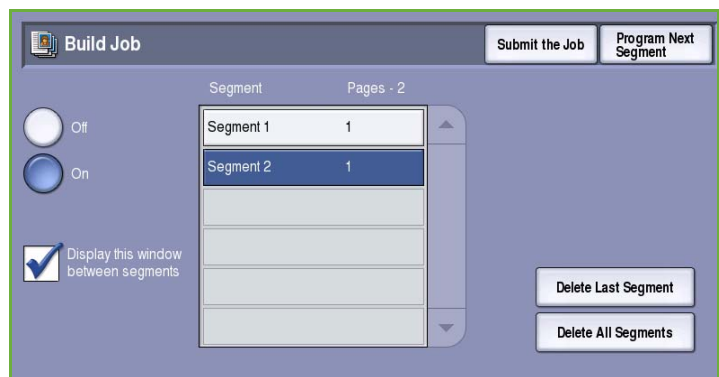 Build Job
Submit the Job
Program Next
Segment
Segment Pages - 2
Off
On
Segment 1 1
Segment 2 1
Display this window
between segments
Delete Last Segment
Delete All Segments